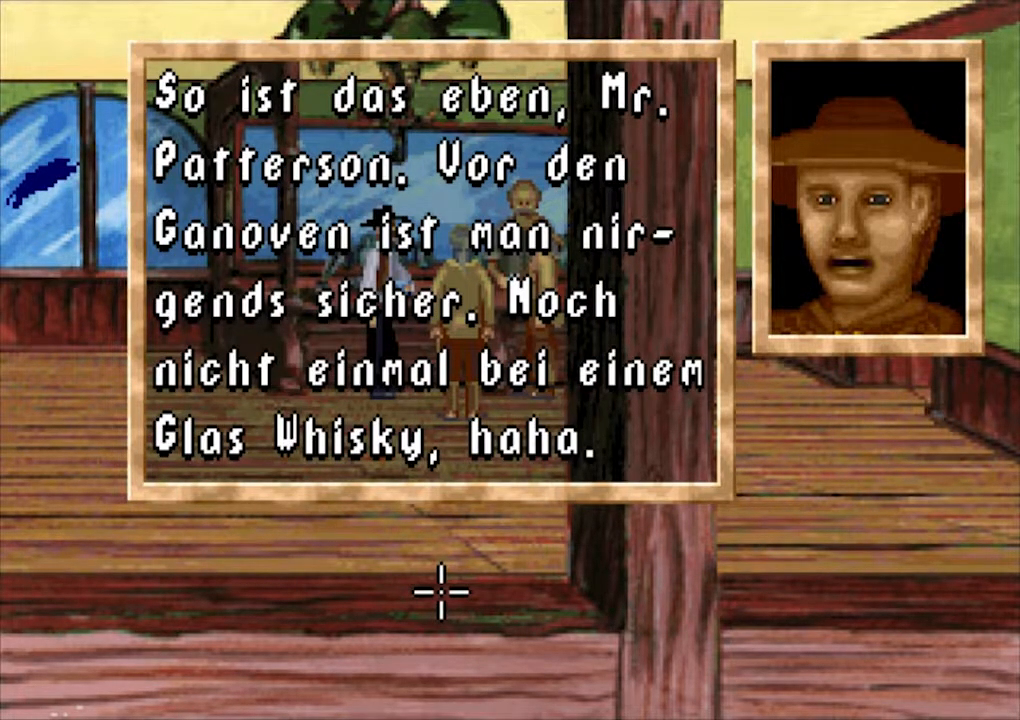 So ist das eben, Mr.
Patterson. Vor den
Ganoven ist man nir-
gends sicher. Noch
nicht einmal bei einem
Glas Whisky, haha.